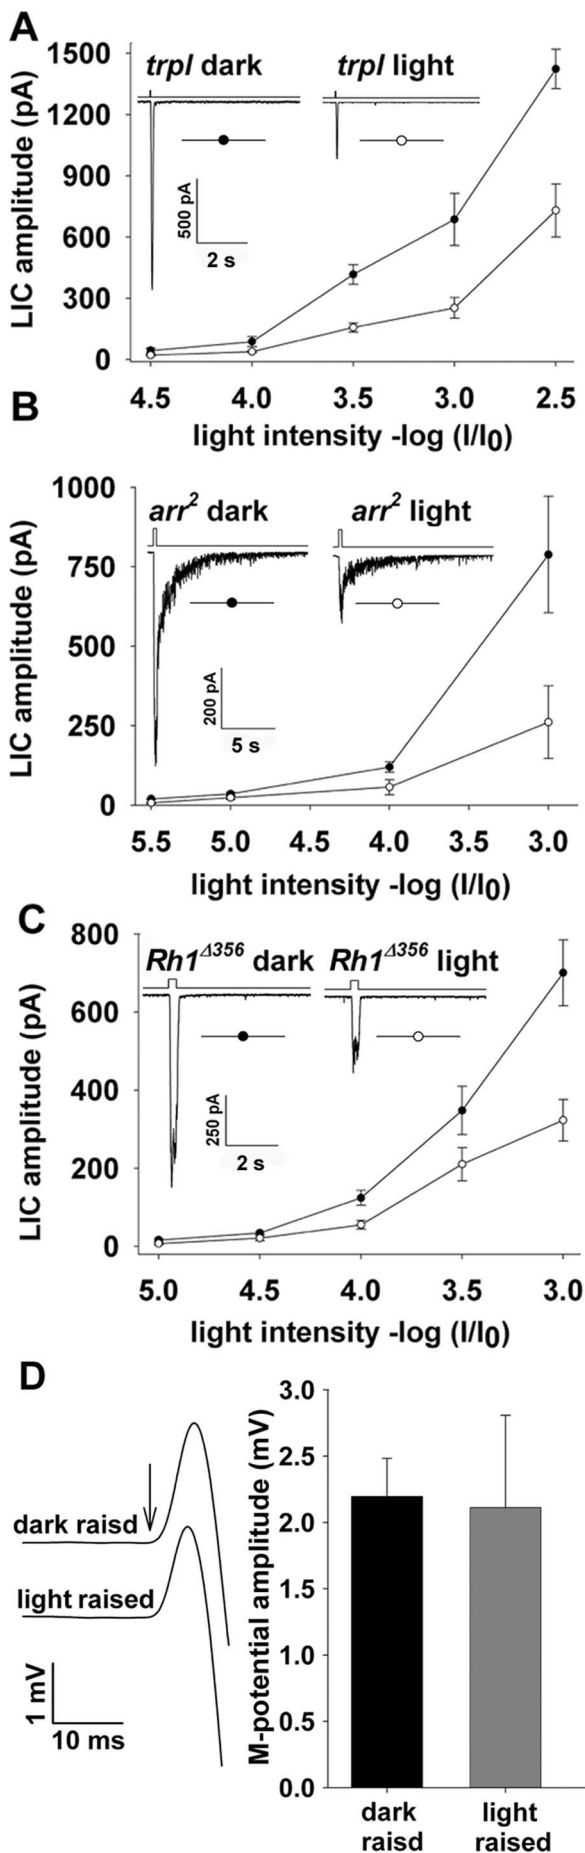 A
LIC amplitude (pA)
1500
1200
900
600
300
0
trpl dark
trpl light
500 pA
2 s
4.5 4.0 3.5 3.0 2.5
light intensity -log (I/I0)
B
LIC amplitude (pA)
1000
750
500
250
0
arr2 dark
arr2 light
200 pA
5 s
5.5 5.0 4.5 4.0 3.5 3.0
light intensity -log (I/I0)
C
LIC amplitude (pA)
800
600
400
200
0
Rh1Δ356 dark
Rh1Δ356 light
250 pA
2 s
5.0 4.5 4.0 3.5 3.0
light intensity -log (I/I0)
D
dark raisd
light raised
1 mV
10 ms
M-potential amplitude (mV)
3.0
2.5
2.0
1.5
1.0
0.5
0.0
dark
raisd
light
raised